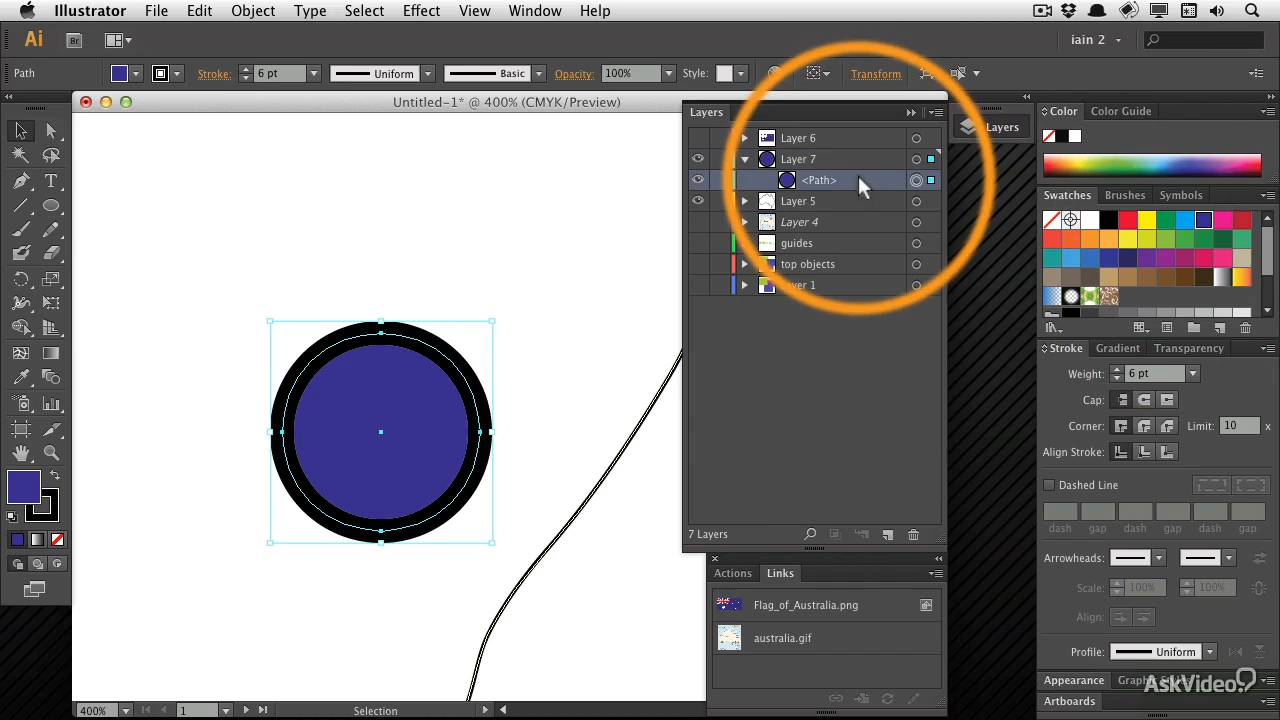 Illustrator File Edit Object Type Select Effect View Window Help
Ai Br iain 2
Path Stroke: 6 pt Uniform Basic Opacity: 100% Style: Transform
Untitled-1* @ 400% (CMYK/Preview)
Layers
Layer 6
Layer 7
<Path>
Layer 5
Layer 4
guides
top objects
Layer 1
7 Layers
Layers
Actions Links
Flag_of_Australia.png
australia.gif
Color Color Guide
Swatches Brushes Symbols
Stroke Gradient Transparency
Weight: 6 pt
Cap:
Corner: Limit: 10 x
Align Stroke:
Dashed Line
dash gap dash gap dash gap
Arrowheads:
Scale: 100% 100%
Align:
Profile: Uniform
Appearance Graphic Styles
AskVideo
Artboards
400% 1 Selection